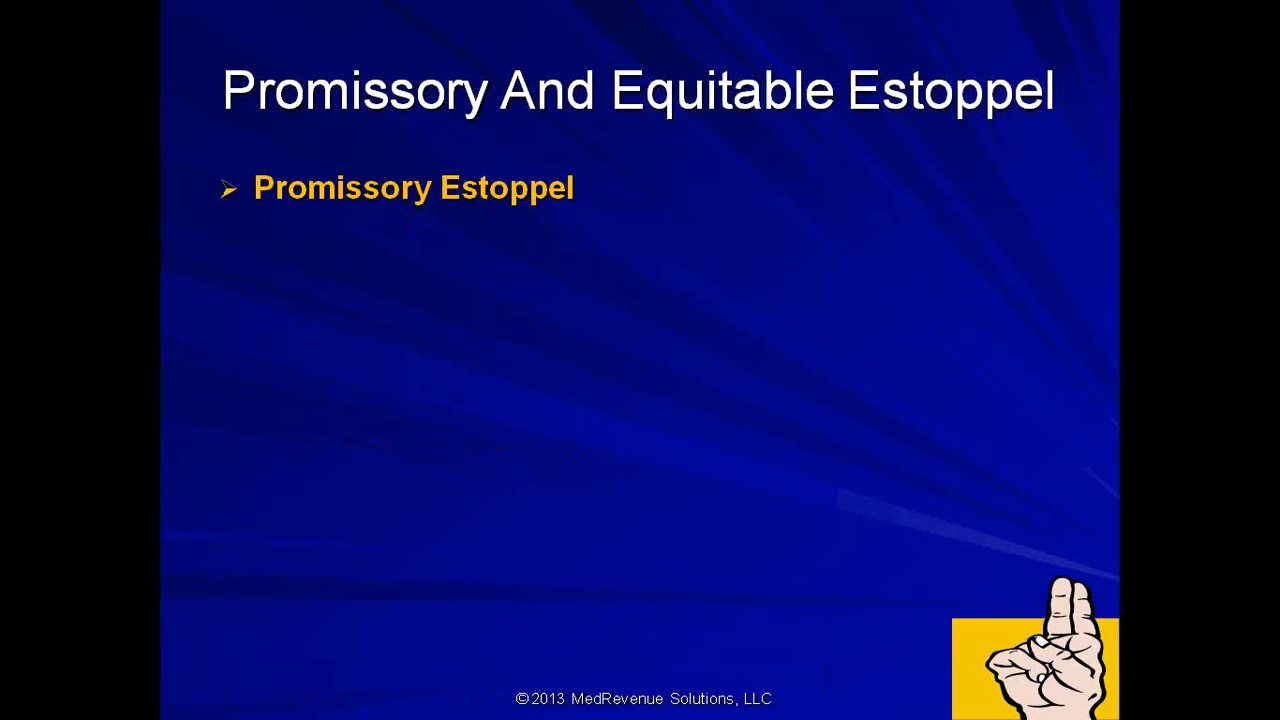 Promissory And Equitable Estoppel
Promissory Estoppel
©2013 MedRevenue Solutions, LLC